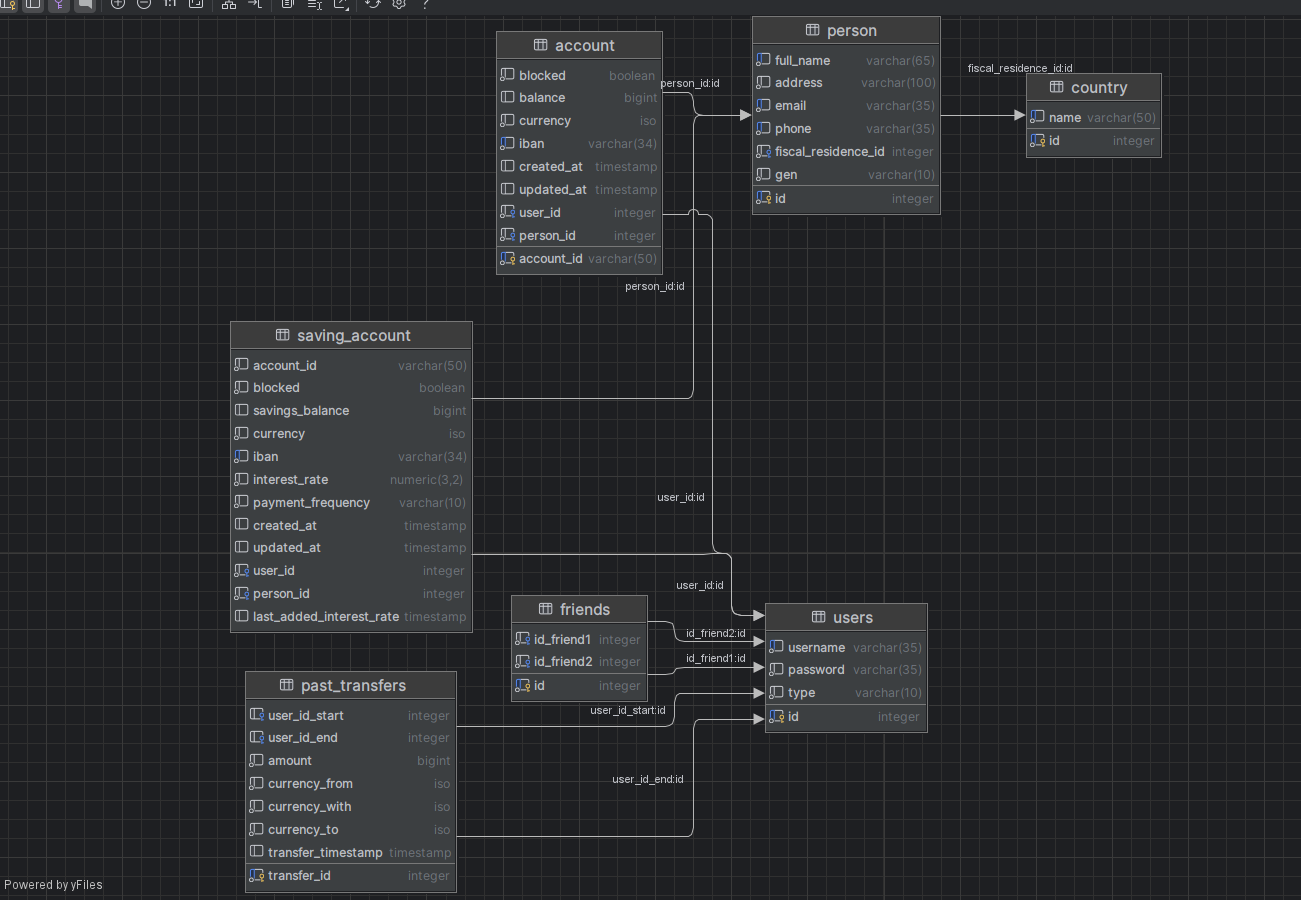 1:1
account
blocked boolean
balance bigint
currency iso
iban varchar(34)
created_at timestamp
updated_at timestamp
user_id integer
person_id integer
account_id varchar(50)
person_id:id
person
full_name varchar(65)
address varchar(100)
email varchar(35)
phone varchar(35)
fiscal_residence_id integer
gen varchar(10)
id integer
fiscal_residence_id:id
country
name varchar(50)
id integer
person_id:id
saving_account
account_id varchar(50)
blocked boolean
savings_balance bigint
currency iso
iban varchar(34)
interest_rate numeric(3,2)
payment_frequency varchar(10)
created_at timestamp
updated_at timestamp
user_id integer
person_id integer
last_added_interest_rate timestamp
user_id:id
user_id:id
friends
id_friend1 integer
id_friend2 integer
id integer
id_friend2:id
id_friend1:id
users
username varchar(35)
password varchar(35)
type varchar(10)
id integer
past_transfers
user_id_start integer
user_id_end integer
amount bigint
currency_from iso
currency_with iso
currency_to iso
transfer_timestamp timestamp
transfer_id integer
user_id_start:id
user_id_end:id
Powered by yFiles